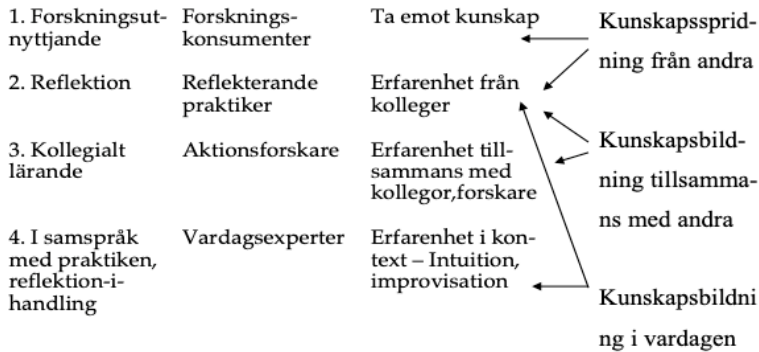 1. Forskningsut-
nyttjande
Forsknings-
konsumenter
Ta emot kunskap
2. Reflektion
Reflekterande
praktiker
Erfarenhet från
kolleger
3. Kollegialt
lärande
Aktionsforskare
Erfarenhet till-
sammans med
kollegor,forskare
4. I samspråk
med praktiken,
reflektion-i-
handling
Vardagsexperter
Erfarenhet i kon-
text – Intuition,
improvisation
Kunskapsspri-
ning från andra
Kunskapsbild-
ning tillsamma-
ns med andra
Kunskapsbildni
ng i vardagen